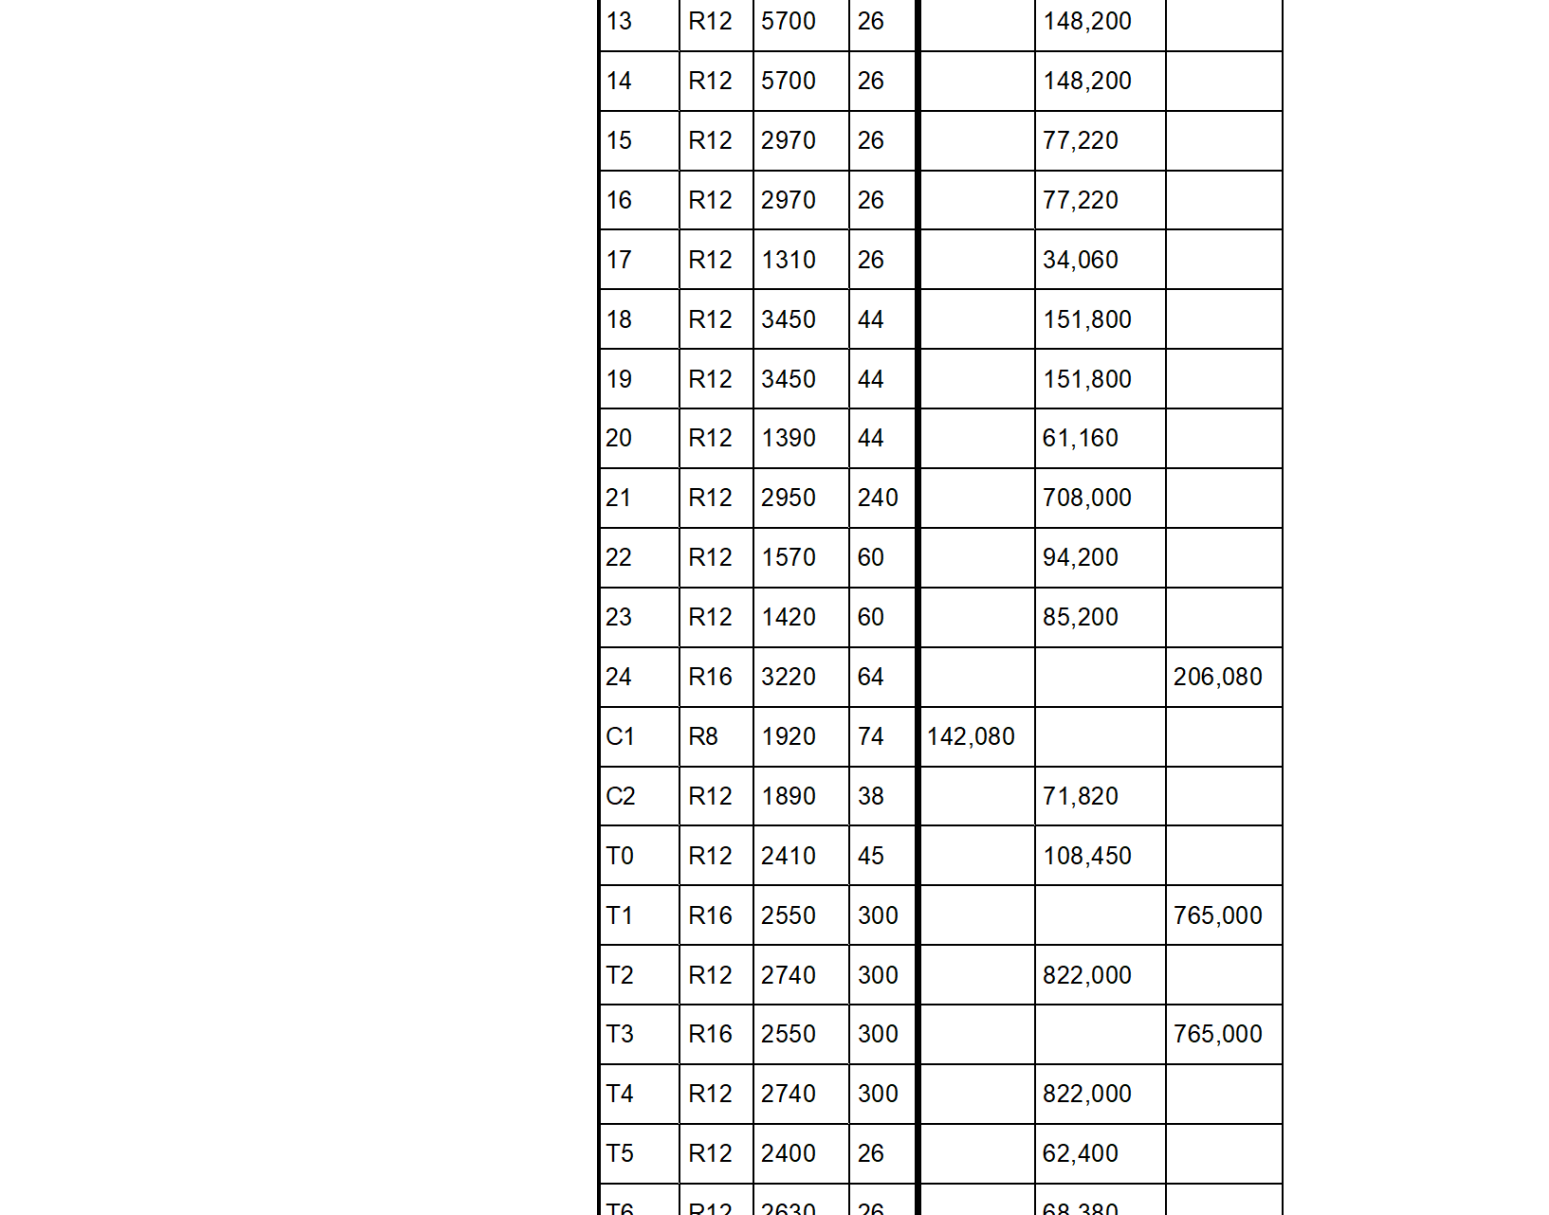 13 R12 5700 26 148,200
14 R12 5700 26 148,200
15 R12 2970 26 77,220
16 R12 2970 26 77,220
17 R12 1310 26 34,060
18 R12 3450 44 151,800
19 R12 3450 44 151,800
20 R12 1390 44 61,160
21 R12 2950 240 708,000
22 R12 1570 60 94,200
23 R12 1420 60 85,200
24 R16 3220 64 206,080
C1 R8 1920 74 142,080
C2 R12 1890 38 71,820
T0 R12 2410 45 108,450
T1 R16 2550 300 765,000
T2 R12 2740 300 822,000
T3 R16 2550 300 765,000
T4 R12 2740 300 822,000
T5 R12 2400 26 62,400
T6 R12 2630 26 68,380